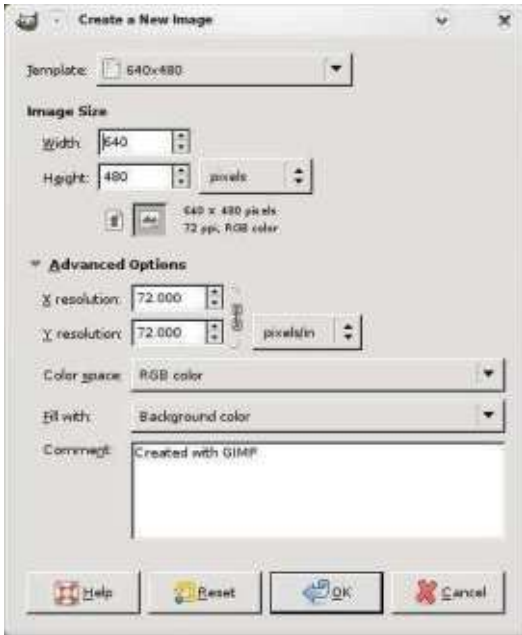 Create a New Image
Template: 640x480
Image Size
Width: 640
Height: 480 pixels
640 x 480 pixels
72 ppi, RGB color
Advanced Options
X resolution: 72.000
Y resolution: 72.000 pixels/in
Color space: RGB color
Fill with: Background color
Comment: Created with GIMP
Help Reset OK Cancel